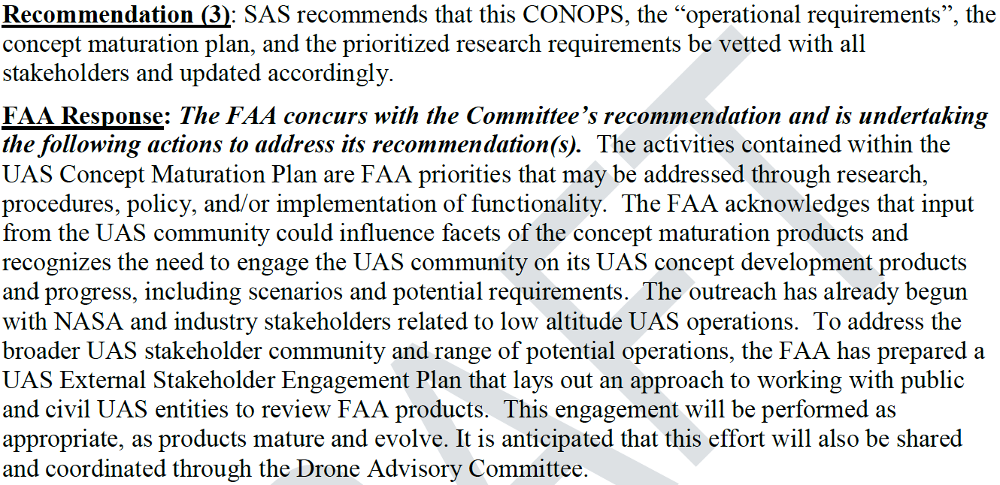 Recommendation (3): SAS recommends that this CONOPS, the “operational requirements”, the
concept maturation plan, and the prioritized research requirements be vetted with all
stakeholders and updated accordingly.
FAA Response: The FAA concurs with the Committee’s recommendation and is undertaking
the following actions to address its recommendation(s).  The activities contained within the
UAS Concept Maturation Plan are FAA priorities that may be addressed through research,
procedures, policy, and/or implementation of functionality.  The FAA acknowledges that input
from the UAS community could influence facets of the concept maturation products and
recognizes the need to engage the UAS community on its UAS concept development products
and progress, including scenarios and potential requirements.  The outreach has already begun
with NASA and industry stakeholders related to low altitude UAS operations.  To address the
broader UAS stakeholder community and range of potential operations, the FAA has prepared a
UAS External Stakeholder Engagement Plan that lays out an approach to working with public
and civil UAS entities to review FAA products.  This engagement will be performed as
appropriate, as products mature and evolve. It is anticipated that this effort will also be shared
and coordinated through the Drone Advisory Committee.